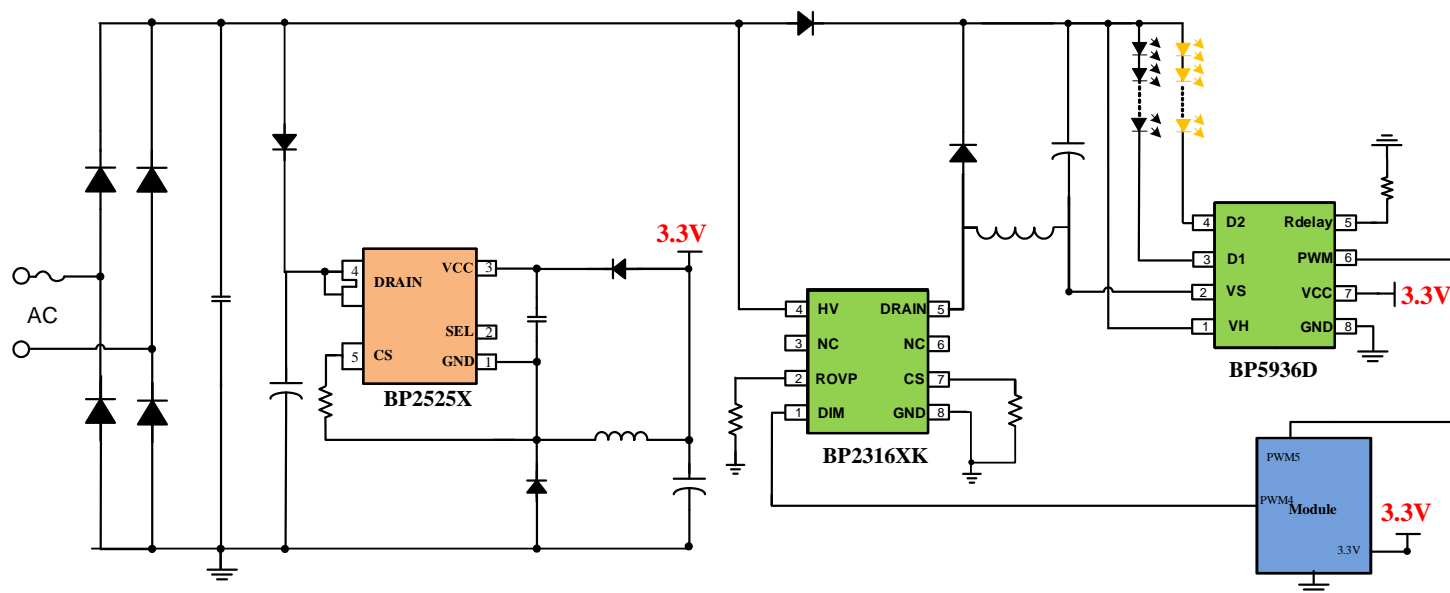 AC
4
DRAIN
VCC
3
SEL
2
5
CS
GND
1
BP2525X
3.3V
4
HV
DRAIN
5
3
NC
NC
6
2
ROVP
CS
7
1
DIM
GND
8
BP2316XK
4
D2
Rdelay
5
3
D1
PWM
6
2
VS
VCC
7
3.3V
1
VH
GND
8
BP5936D
PWM5
PWM4
Module
3.3V
3.3V